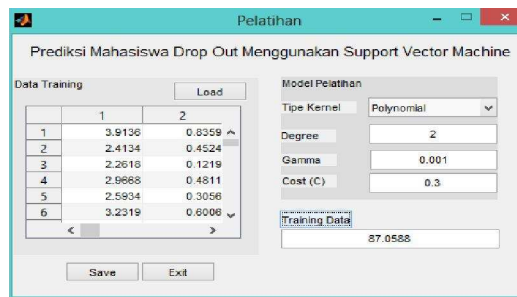 Pelatihan
Prediksi Mahasiswa Drop Out Menggunakan Support Vector Machine
Data Training
Load
1 2
1 3.9136 0.8359
2 2.4134 0.4524
3 2.2618 0.1219
4 2.9668 0.4811
5 2.5934 0.3056
6 3.2319 0.6006
Save Exit
Model Pelatihan
Tipe Kernel Polynomial
Degree 2
Gamma 0.001
Cost (C) 0.3
Training Data
87.0588